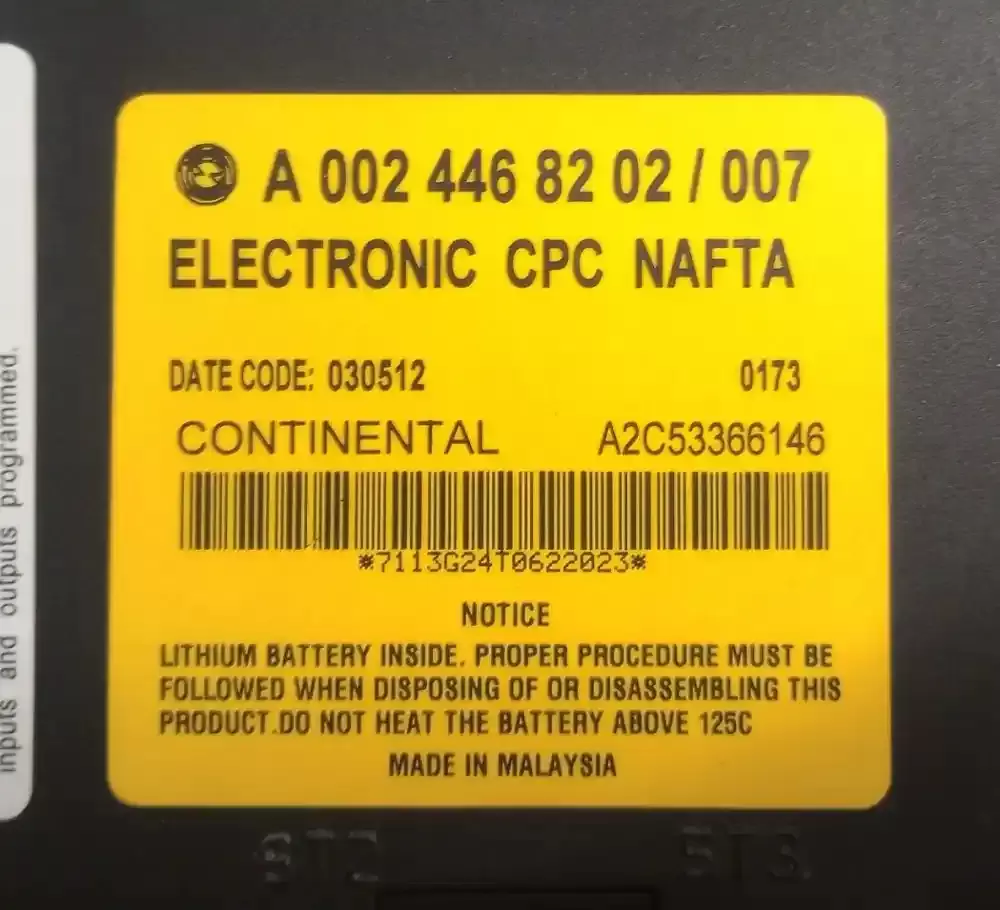 A 002 446 82 02 / 007
ELECTRONIC CPC NAFTA
DATE CODE: 030512 0173
CONTINENTAL A2C53366146
*7113G24T0622023*
NOTICE
LITHIUM BATTERY INSIDE. PROPER PROCEDURE MUST BE
FOLLOWED WHEN DISPOSING OF OR DISASSEMBLING THIS
PRODUCT.DO NOT HEAT THE BATTERY ABOVE 125C
MADE IN MALAYSIA
inputs and outputs programmed.
ST2 ST3